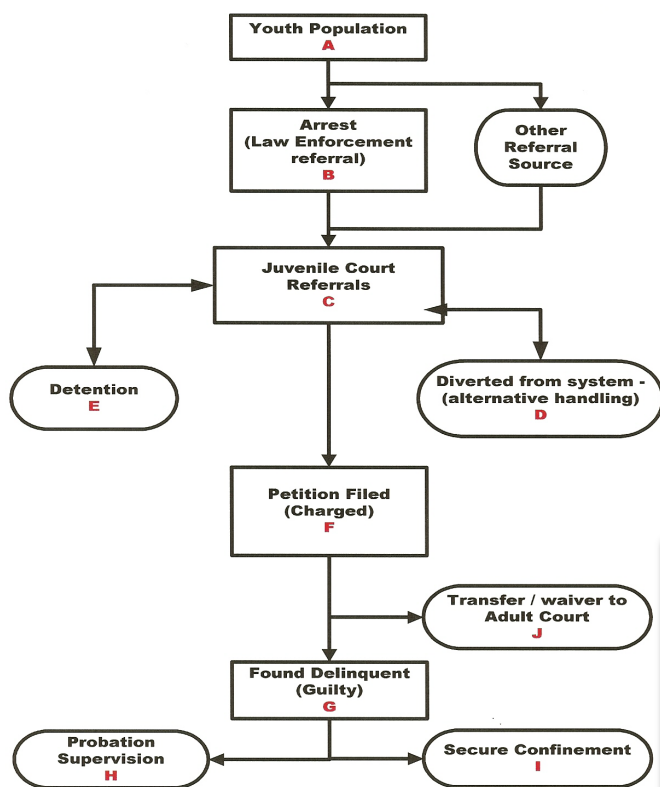 Youth Population
A
Arrest
(Law Enforcement
referral)
B
Other
Referral
Source
Juvenile Court
Referrals
C
Detention
E
Diverted from system -
(alternative handling)
D
Petition Filed
(Charged)
F
Transfer / waiver to
Adult Court
J
Found Delinquent
(Guilty)
G
Probation
Supervision
H
Secure Confinement
I